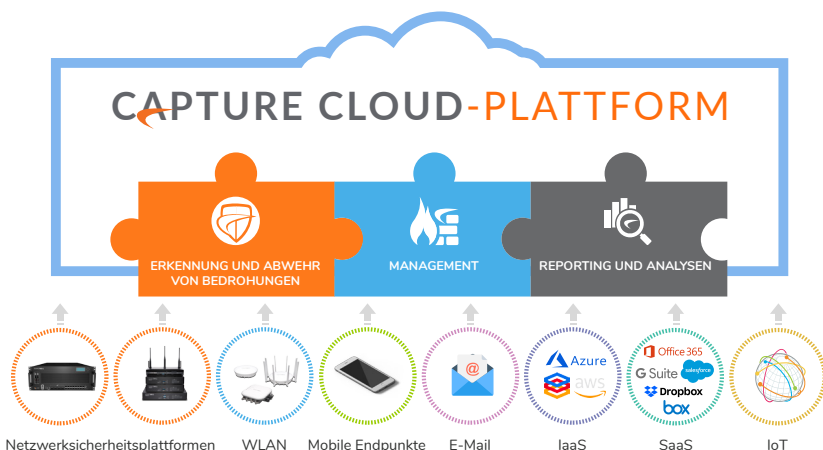 CAPTURE CLOUD-PLATTFORM
ERKENNUNG UND ABWEHR
VON BEDROHUNGEN
MANAGEMENT
REPORTING UND ANALYSEN
@
Azure
aws
Office 365
G Suite
salesforce
Dropbox
box
Netzwerksicherheitsplattformen
WLAN
Mobile Endpunkte
E-Mail
IaaS
SaaS
IoT